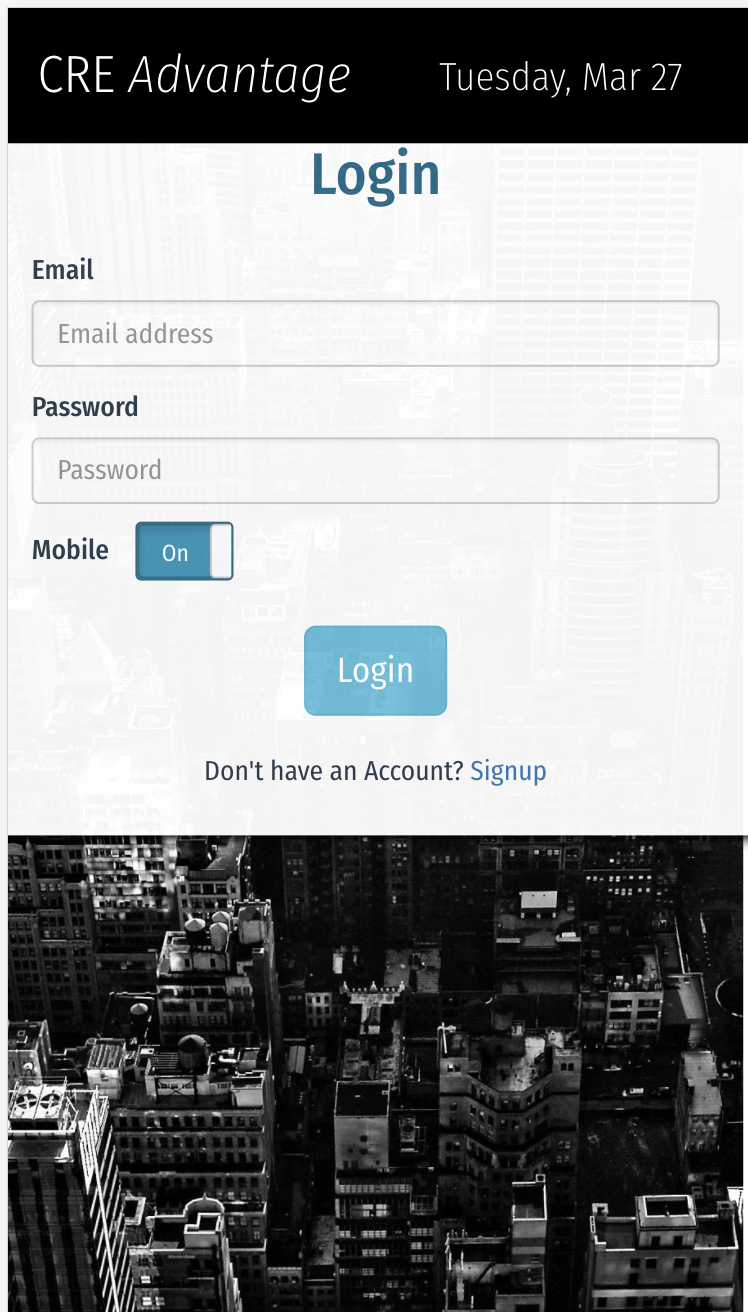 CRE Advantage Tuesday, Mar 27
Login
Email
Email address
Password
Password
Mobile On
Login
Don't have an Account? Signup